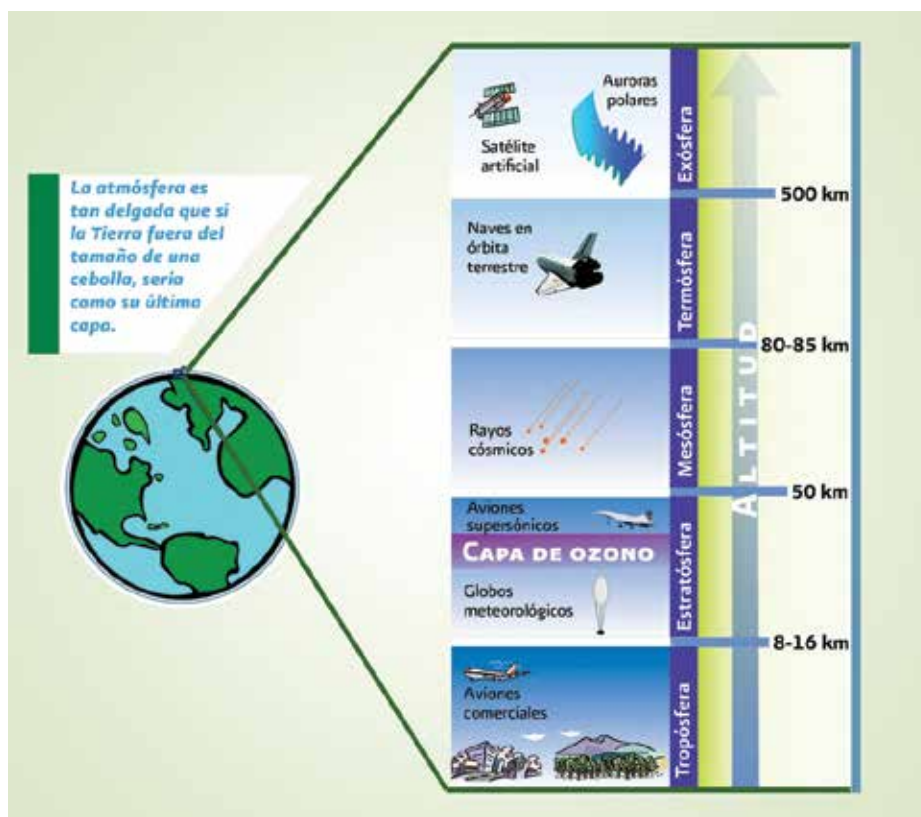 La atmósfera es
tan delgada que si
la Tierra fuera del
tamaño de una
cebolla, sería
como su última
capa.
Satélite
artificial
Auroras
polares
Exósfera
500 km
Naves en
órbita
terrestre
Termósfera
80-85 km
Rayos
cósmicos
Mesósfera
50 km
Aviones
supersónicos
CAPA DE OZONO
Globos
meteorológicos
Estratósfera
8-16 km
Aviones
comerciales
Tropósfera
ALTITUD